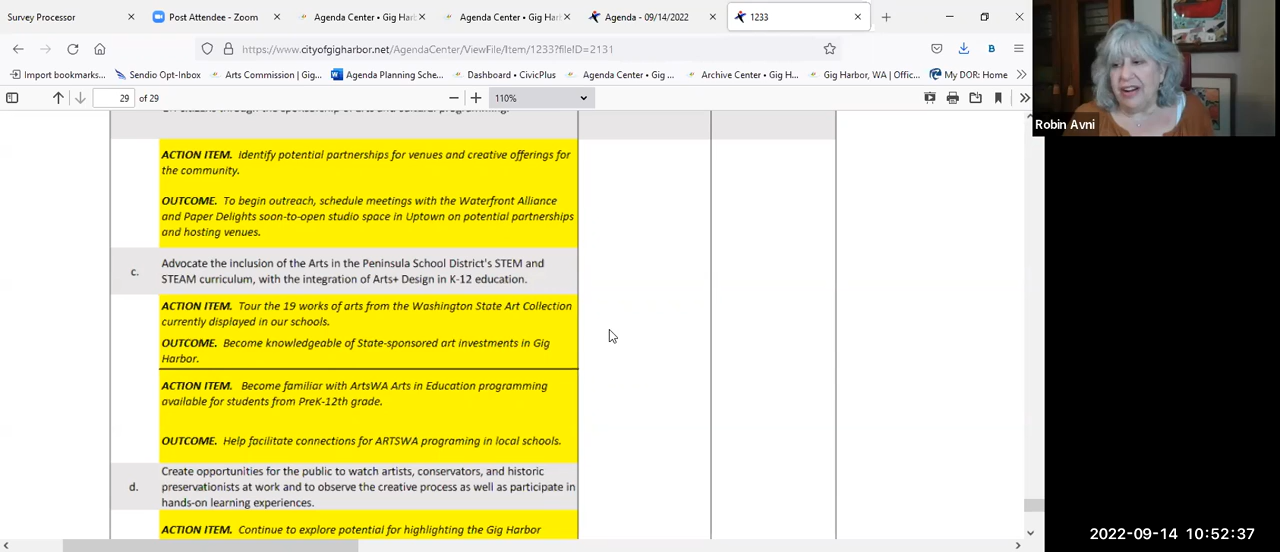 Survey Processor
Post Attendee - Zoom
Agenda Center • Gig Harb
Agenda Center • Gig Harb
Agenda - 09/14/2022
1233
https://www.cityofgigharbor.net/AgendaCenter/ViewFile/Item/1233?fileID=2131
Import bookmarks...
Sendio Opt-Inbox
Arts Commission | Gig...
Agenda Planning Sche...
Dashboard • CivicPlus
Agenda Center • Gig ...
Archive Center • Gig H...
Gig Harbor, WA | Offic...
My DOR: Home
29 of 29
110%
Robin Avni
ACTION ITEM. Identify potential partnerships for venues and creative offerings for
the community.
OUTCOME. To begin outreach, schedule meetings with the Waterfront Alliance
and Paper Delights soon-to-open studio space in Uptown on potential partnerships
and hosting venues.
c.
Advocate the inclusion of the Arts in the Peninsula School District's STEM and
STEAM curriculum, with the integration of Arts+ Design in K-12 education.
ACTION ITEM. Tour the 19 works of arts from the Washington State Art Collection
currently displayed in our schools.
OUTCOME. Become knowledgeable of State-sponsored art investments in Gig
Harbor.
ACTION ITEM. Become familiar with ArtsWA Arts in Education programming
available for students from PreK-12th grade.
OUTCOME. Help facilitate connections for ARTSWA programing in local schools.
d.
Create opportunities for the public to watch artists, conservators, and historic
preservationists at work and to observe the creative process as well as participate in
hands-on learning experiences.
ACTION ITEM. Continue to explore potential for highlighting the Gig Harbor
2022-09-14 10:52:37